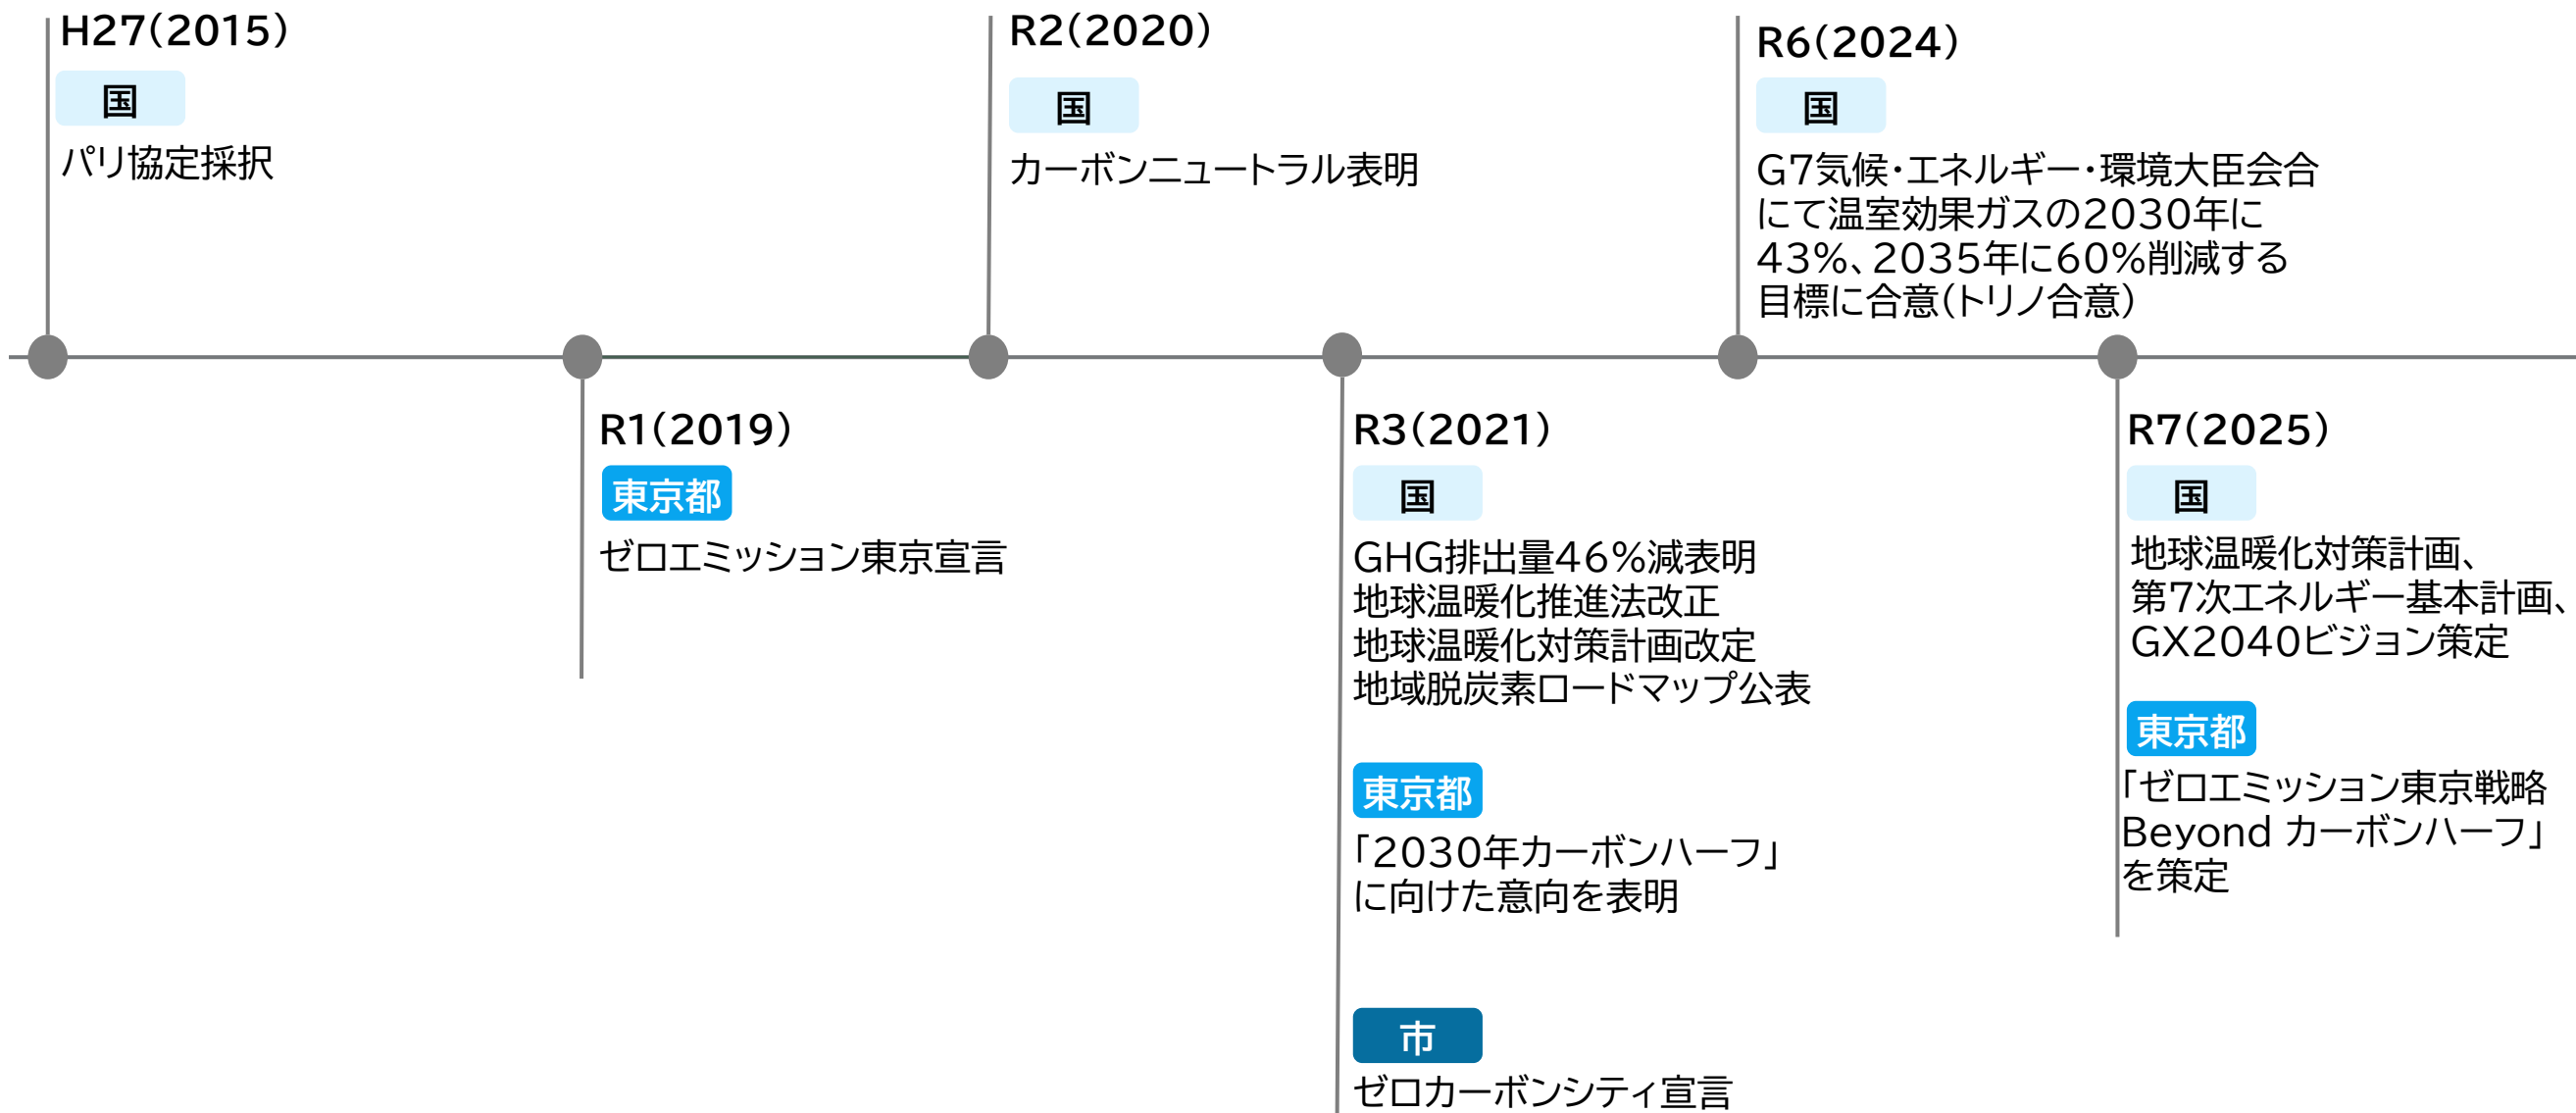 H27(2015)
国
パリ協定採択
R1(2019)
東京都
ゼロエミッション東京宣言
R2(2020)
国
カーボンニュートラル表明
R3(2021)
国
GHG排出量46%減表明
地球温暖化推進法改正
地球温暖化対策計画改定
地域脱炭素ロードマップ公表
東京都
「2030年カーボンハーフ」
に向けた意向を表明
市
ゼロカーボンシティ宣言
R6(2024)
国
G7気候・エネルギー・環境大臣会合
にて温室効果ガスの2030年に
43%、2035年に60%削減する
目標に合意(トリノ合意)
R7(2025)
国
地球温暖化対策計画、
第7次エネルギー基本計画、
GX2040ビジョン策定
東京都
「ゼロエミッション東京戦略
Beyond カーボンハーフ」
を策定